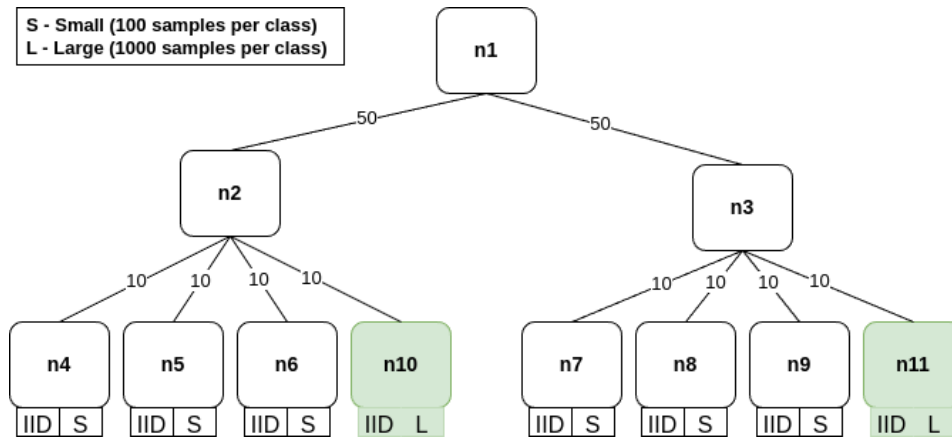 S - Small (100 samples per class)
L - Large (1000 samples per class)
n1
50 50
n2
n3
10 10 10 10 10 10 10 10
n4 n5 n6 n10 n7 n8 n9 n11
IID S IID S IID S IID L IID S IID S IID S IID L